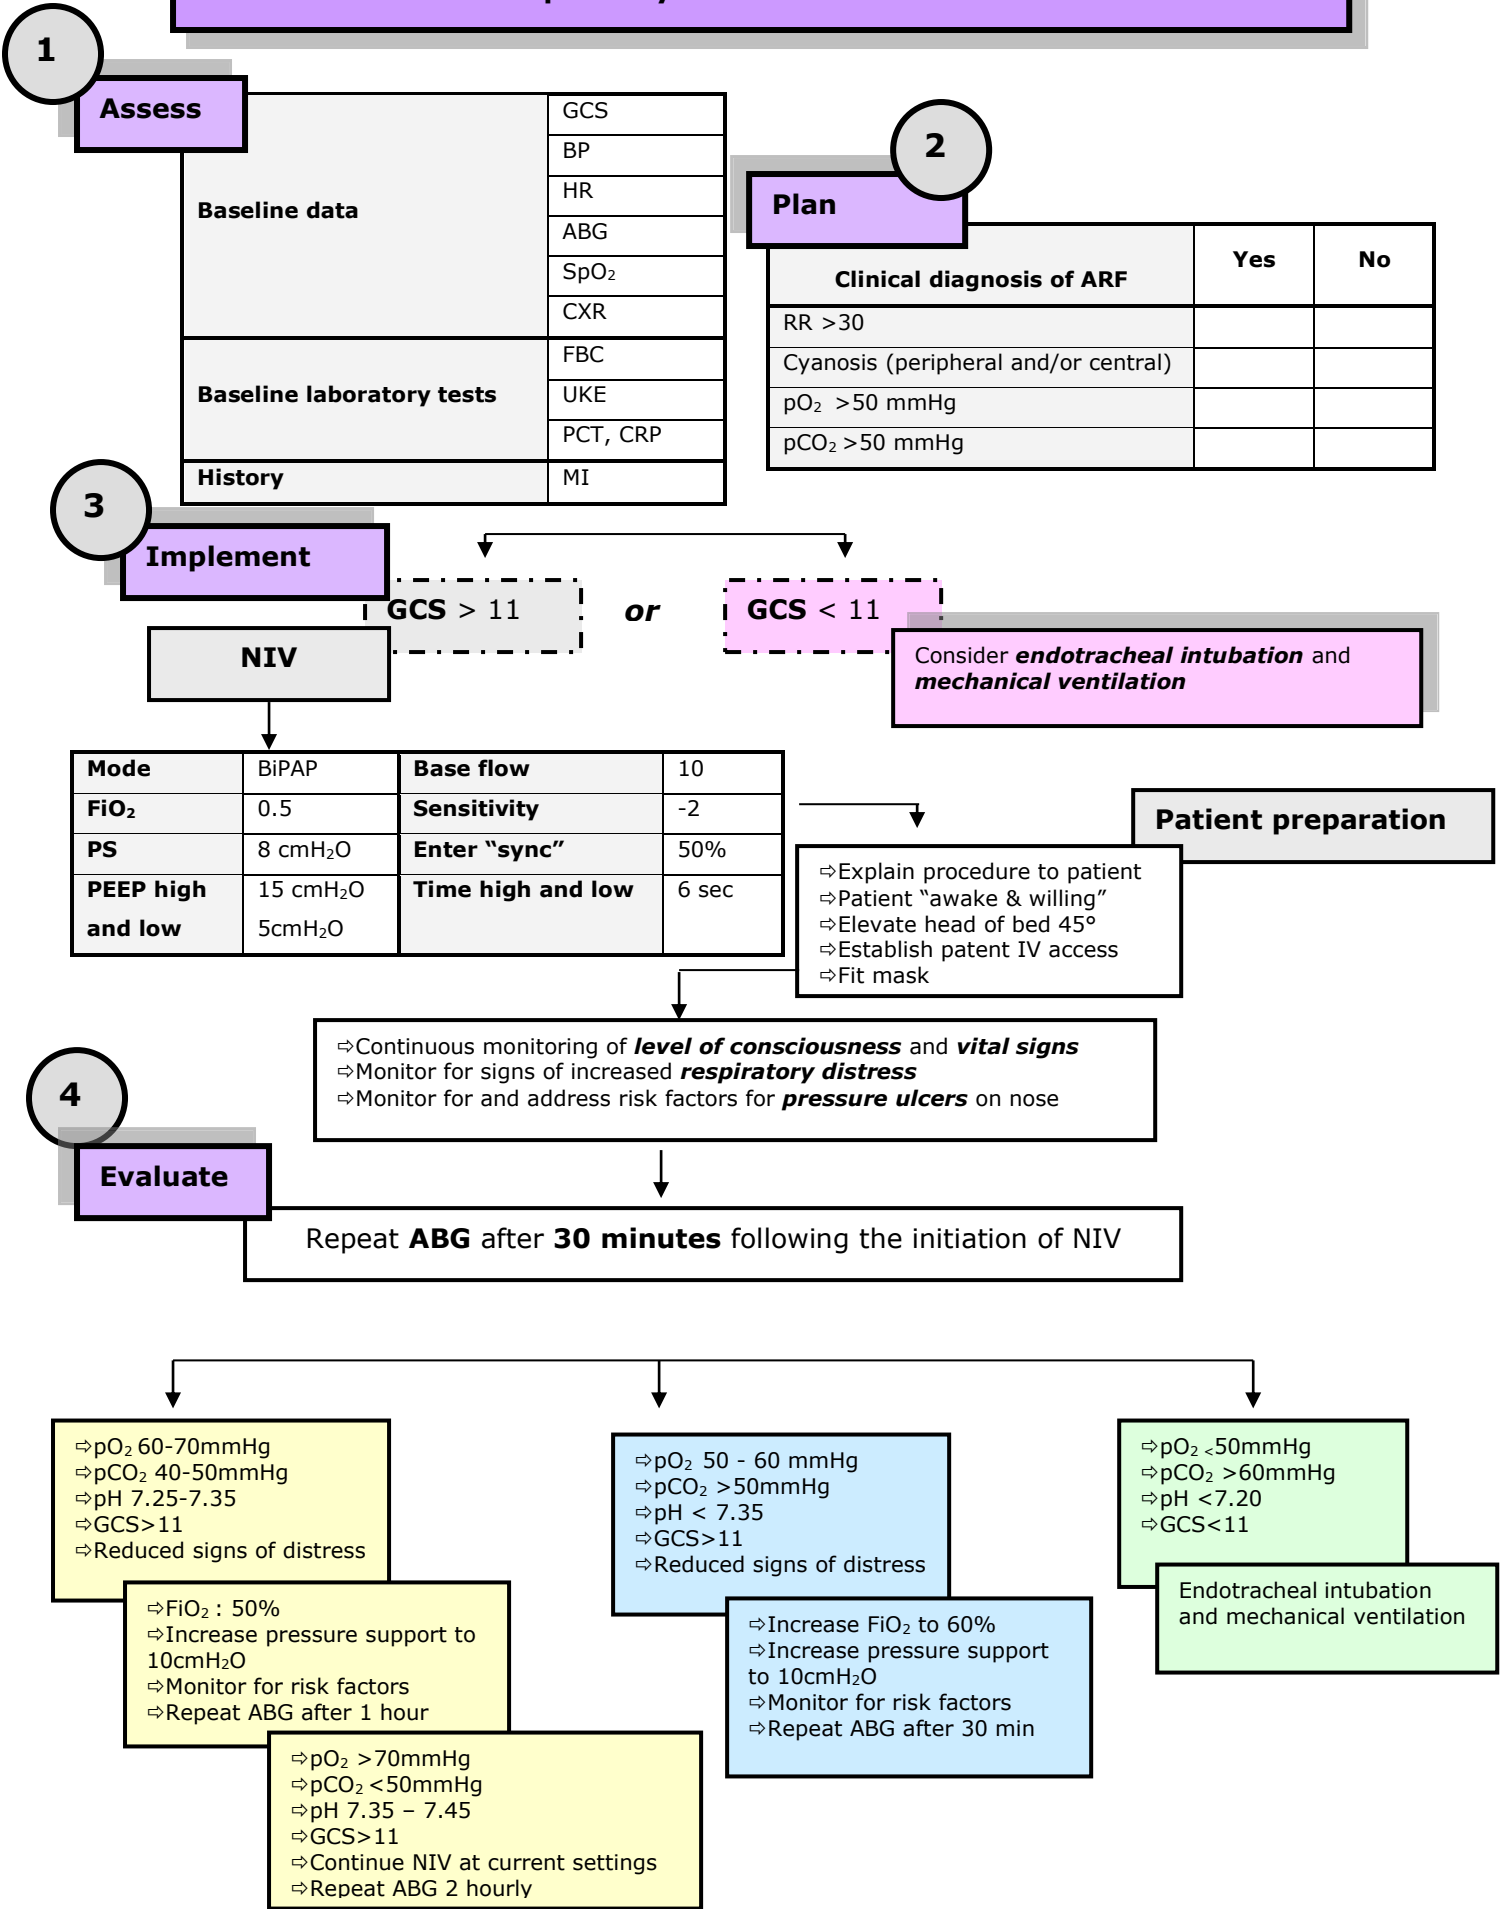 1
Assess
Baseline data
GCS
BP
HR
ABG
SpO₂
CXR
Baseline laboratory tests
FBC
UKE
PCT, CRP
History
MI
2
Plan
Clinical diagnosis of ARF
Yes
No
RR >30
Cyanosis (peripheral and/or central)
pO₂ >50 mmHg
pCO₂ >50 mmHg
3
Implement
GCS > 11
or
GCS < 11
NIV
Consider endotracheal intubation and
mechanical ventilation
Mode BiPAP Base flow 10
FiO₂ 0.5 Sensitivity -2
PS 8 cmH₂O Enter “sync” 50%
PEEP high 15 cmH₂O Time high and low 6 sec
and low 5cmH₂O
Patient preparation
⇨Explain procedure to patient
⇨Patient “awake & willing”
⇨Elevate head of bed 45°
⇨Establish patent IV access
⇨Fit mask
⇨Continuous monitoring of level of consciousness and vital signs
⇨Monitor for signs of increased respiratory distress
⇨Monitor for and address risk factors for pressure ulcers on nose
4
Evaluate
Repeat ABG after 30 minutes following the initiation of NIV
⇨pO₂ 60-70mmHg
⇨pCO₂ 40-50mmHg
⇨pH 7.25-7.35
⇨GCS>11
⇨Reduced signs of distress
⇨FiO₂ : 50%
⇨Increase pressure support to
10cmH₂O
⇨Monitor for risk factors
⇨Repeat ABG after 1 hour
⇨pO₂ >70mmHg
⇨pCO₂ <50mmHg
⇨pH 7.35 – 7.45
⇨GCS>11
⇨Continue NIV at current settings
⇨Repeat ABG 2 hourly
⇨pO₂ 50 - 60 mmHg
⇨pCO₂ >50mmHg
⇨pH < 7.35
⇨GCS>11
⇨Reduced signs of distress
⇨Increase FiO₂ to 60%
⇨Increase pressure support
to 10cmH₂O
⇨Monitor for risk factors
⇨Repeat ABG after 30 min
⇨pO₂ <50mmHg
⇨pCO₂ >60mmHg
⇨pH <7.20
⇨GCS<11
Endotracheal intubation
and mechanical ventilation